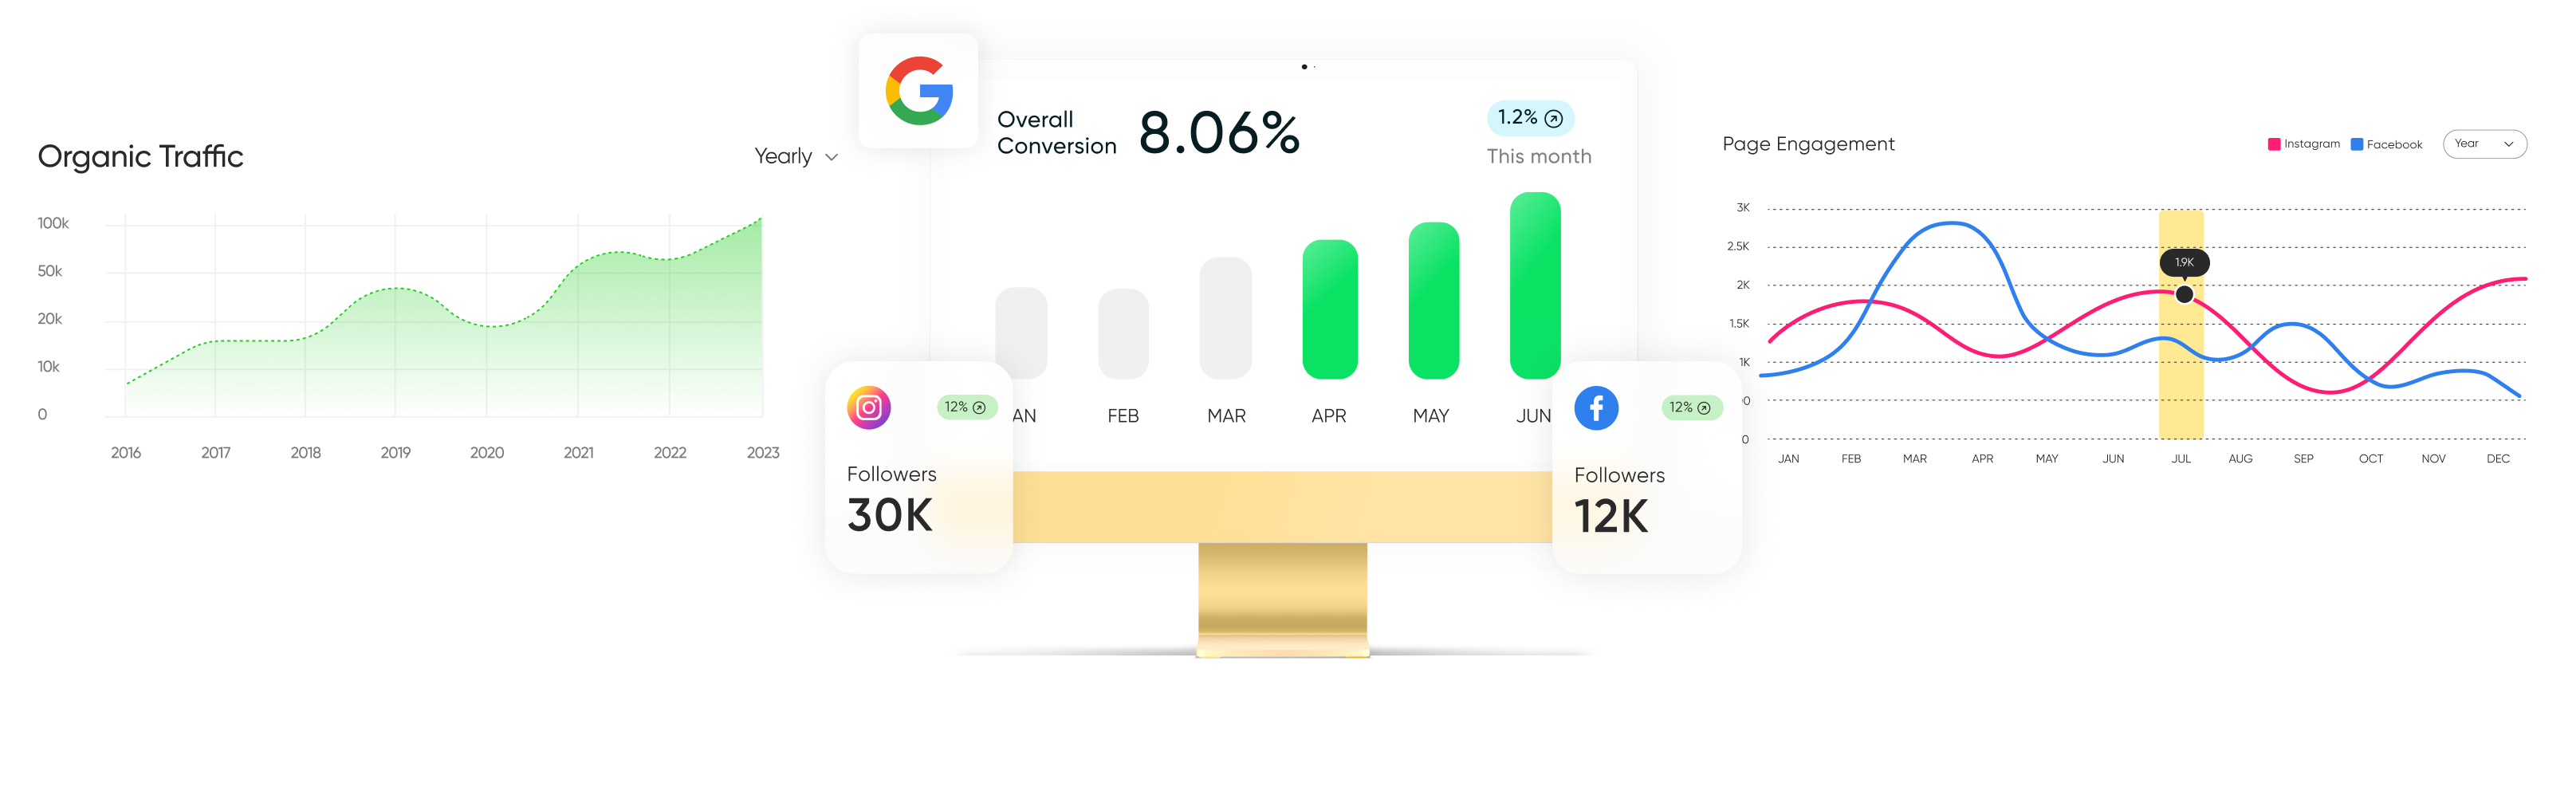 Organic Traffic
Yearly
100k
50k
20k
10k
0
2016 2017 2018 2019 2020 2021 2022 2023
Overall
Conversion
8.06%
1.2%
This month
AN FEB MAR APR MAY JUN
12%
Followers
30K
12%
Followers
12K
Page Engagement
Instagram Facebook Year
3K
2.5K
2K
1.5K
1K
00
0
1.9K
JAN FEB MAR APR MAY JUN JUL AUG SEP OCT NOV DEC